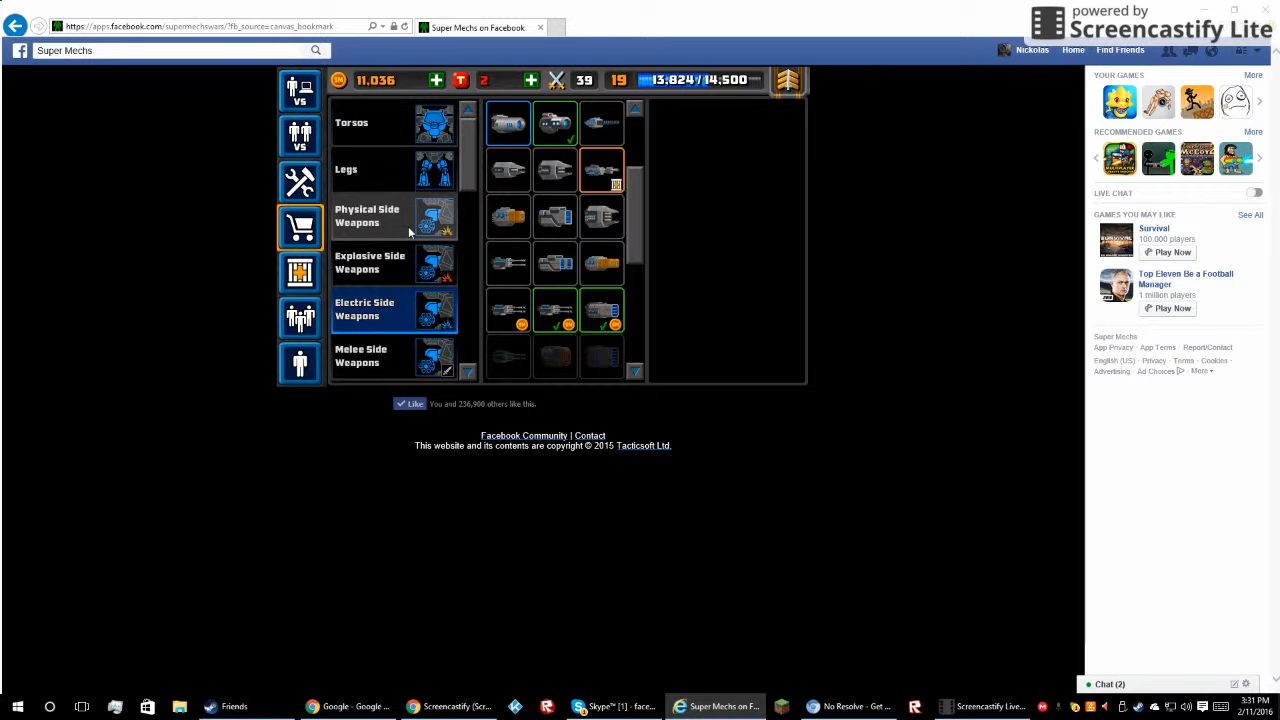 powered by
Screencastify Lite
https://apps.facebook.com/supermechswars/?fb_source=canvas_bookmark
Super Mechs on Facebook
Super Mechs
Nickolas
Home
Find Friends
VS
11,036
T
2
39
19
13,824/14,500
VS
Torsos
Legs
Physical Side
Weapons
Explosive Side
Weapons
Electric Side
Weapons
Melee Side
Weapons
Like
You and 236,900 others like this.
Facebook Community | Contact
This website and its contents are copyright © 2015 Tacticsoft Ltd.
YOUR GAMES
More
RECOMMENDED GAMES
More
LIVE CHAT
GAMES YOU MAY LIKE
See All
Survival
100,000 players
Play Now
Top Eleven Be a Football
Manager
1 million players
Play Now
Super Mechs
App Privacy · App Terms · Report/Contact
English (US) · Privacy · Terms · Cookies ·
Advertising · Ad Choices · More
Chat (2)
Friends
Google - Google ...
Screencastify (Scr...
Skype™ [1] - face...
Super Mechs on F...
No Resolve - Get ...
Screencastify Lite...
3:31 PM
2/11/2016